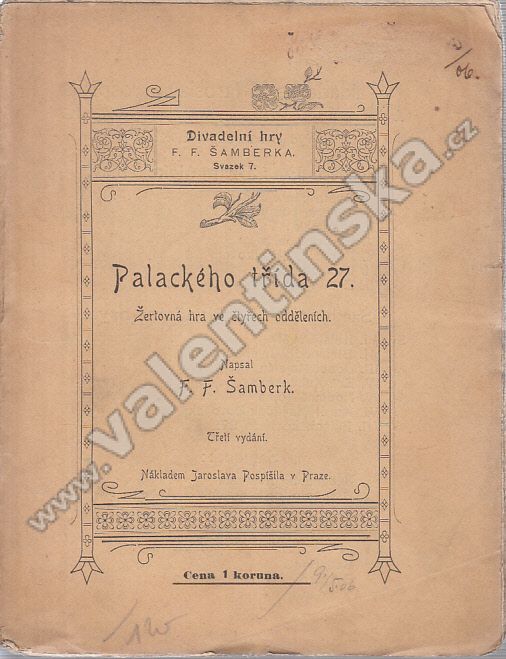 /06.
Divadelní hry
F. F. ŠAMBERKA.
Svazek 7.
Palackého třída 27.
Žertovná hra ve čtyřech odděleních.
Napsal
F. F. Šamberk.
Třetí vydání.
Nákladem Jaroslava Pospíšila v Praze.
Cena 1 koruna.
www.valentinska.cz